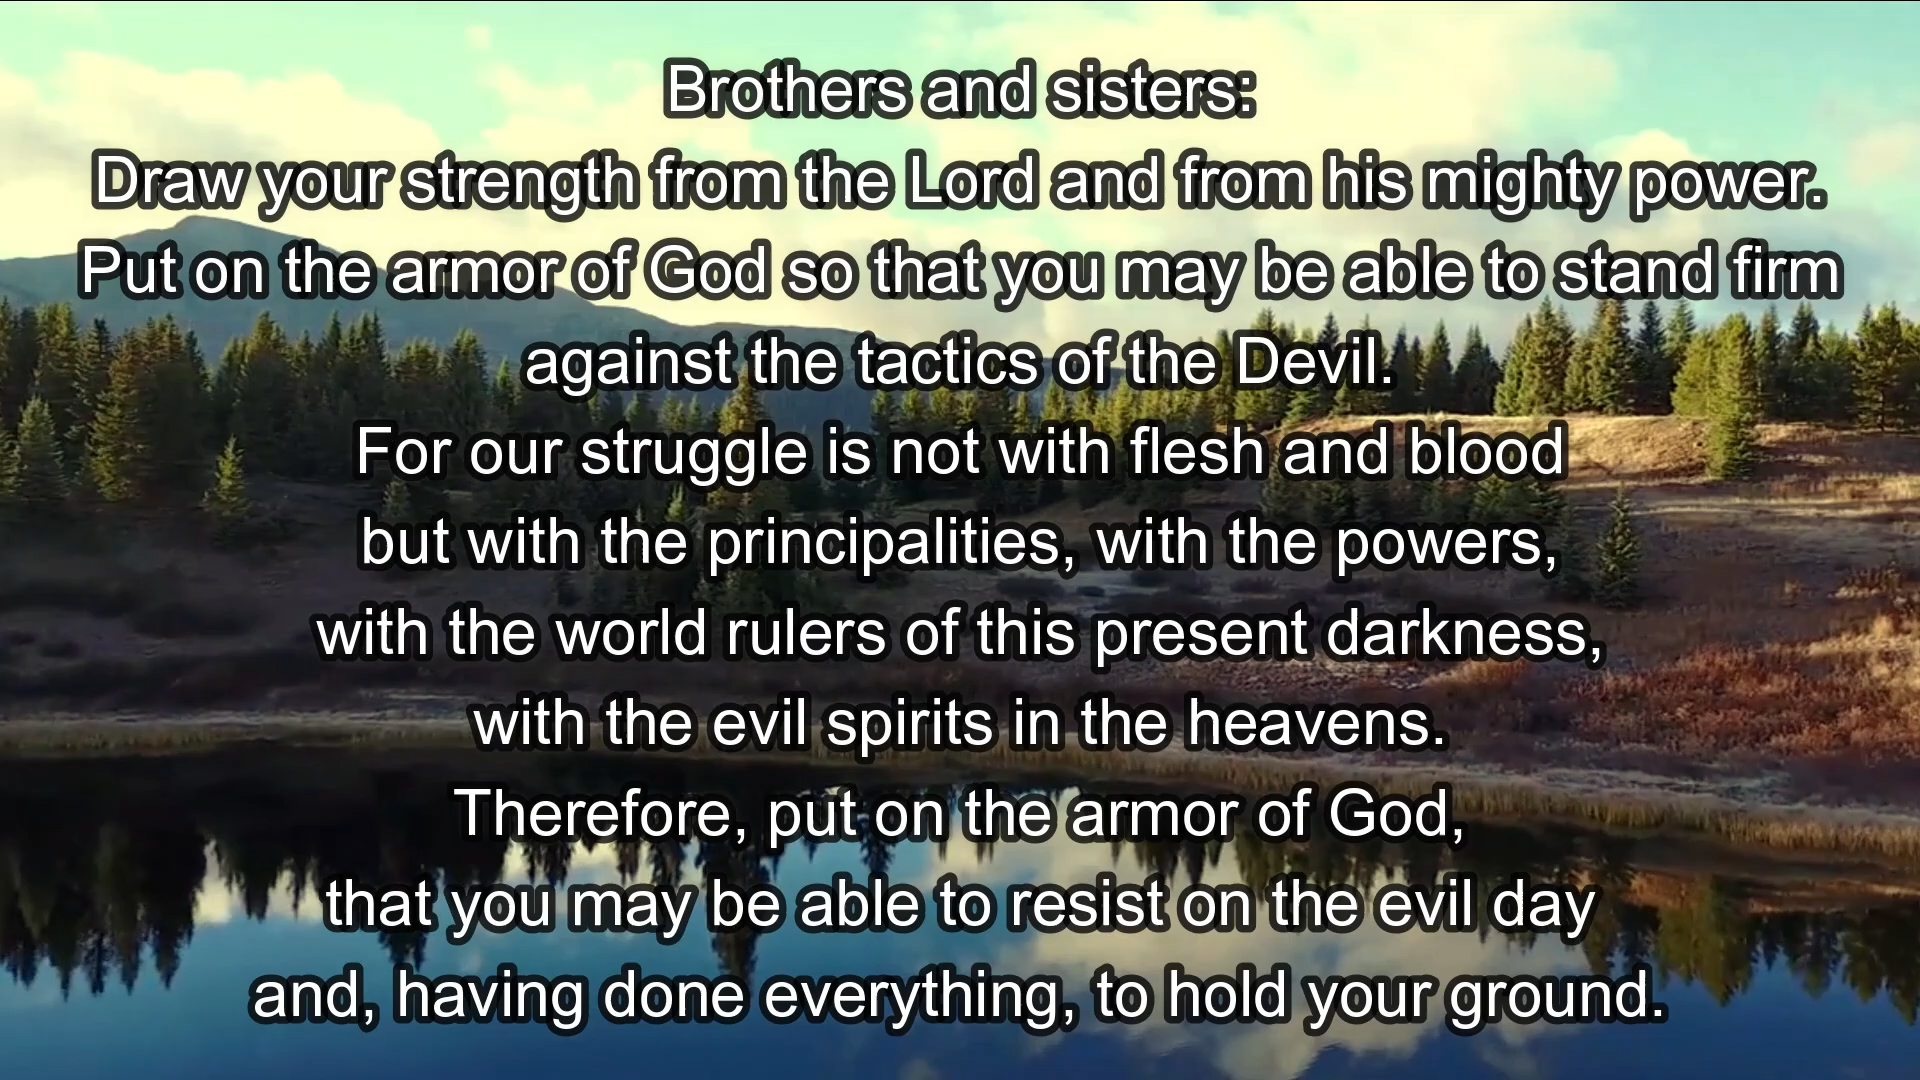 Brothers and sisters:
Draw your strength from the Lord and from his mighty power.
Put on the armor of God so that you may be able to stand firm
against the tactics of the Devil.
For our struggle is not with flesh and blood
but with the principalities, with the powers,
with the world rulers of this present darkness,
with the evil spirits in the heavens.
Therefore, put on the armor of God,
that you may be able to resist on the evil day
and, having done everything, to hold your ground.